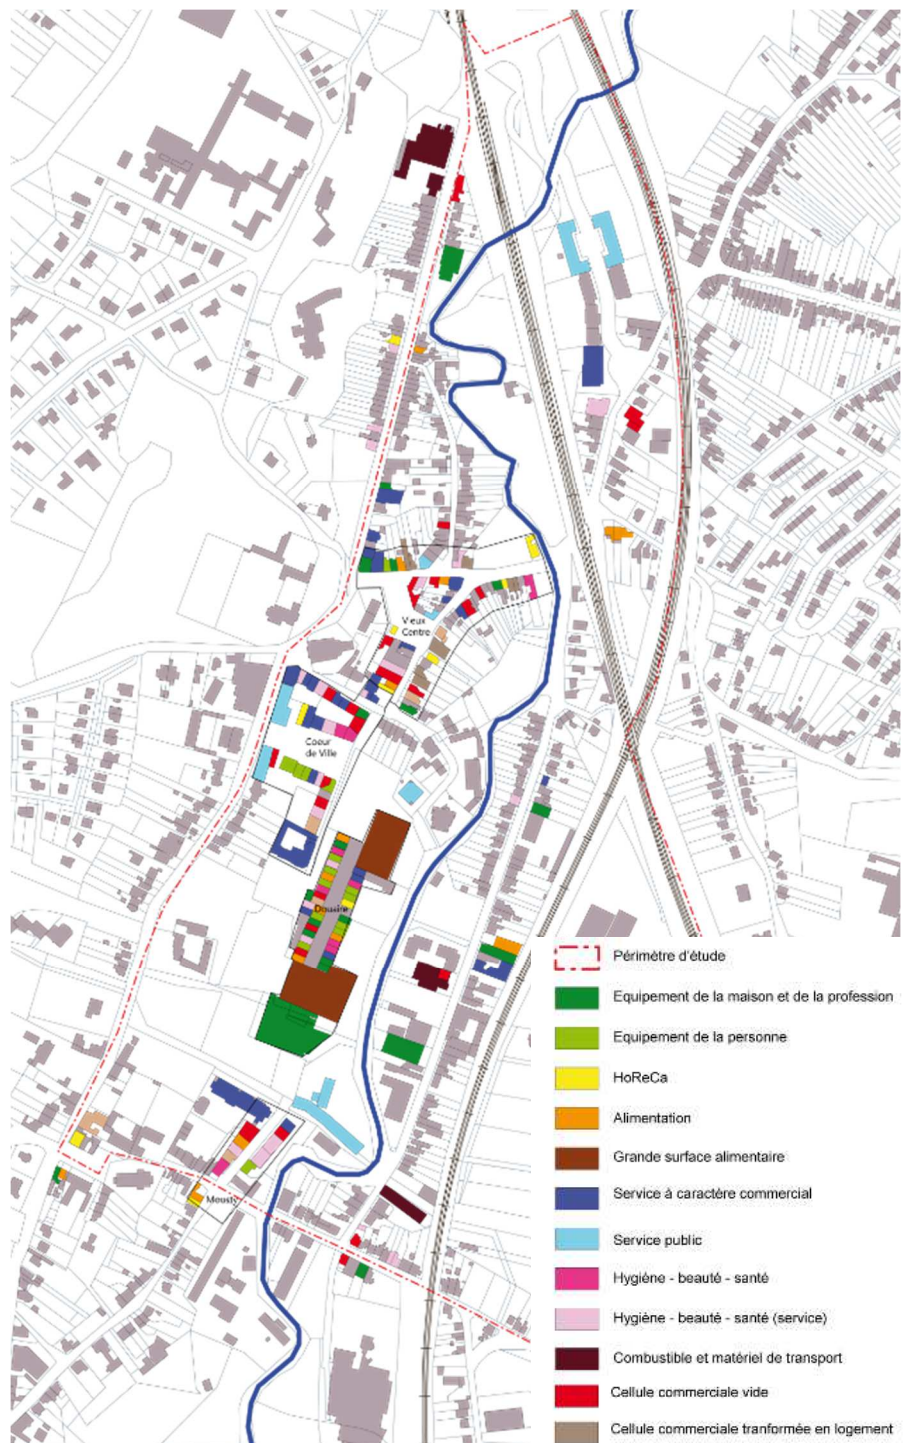 Vieux
Centre
Coeur
de Ville
Douaire
Mousty
Périmètre d'étude
Equipement de la maison et de la profession
Equipement de la personne
HoReCa
Alimentation
Grande surface alimentaire
Service à caractère commercial
Service public
Hygiène - beauté - santé
Hygiène - beauté - santé (service)
Combustible et matériel de transport
Cellule commerciale vide
Cellule commerciale tranformée en logement